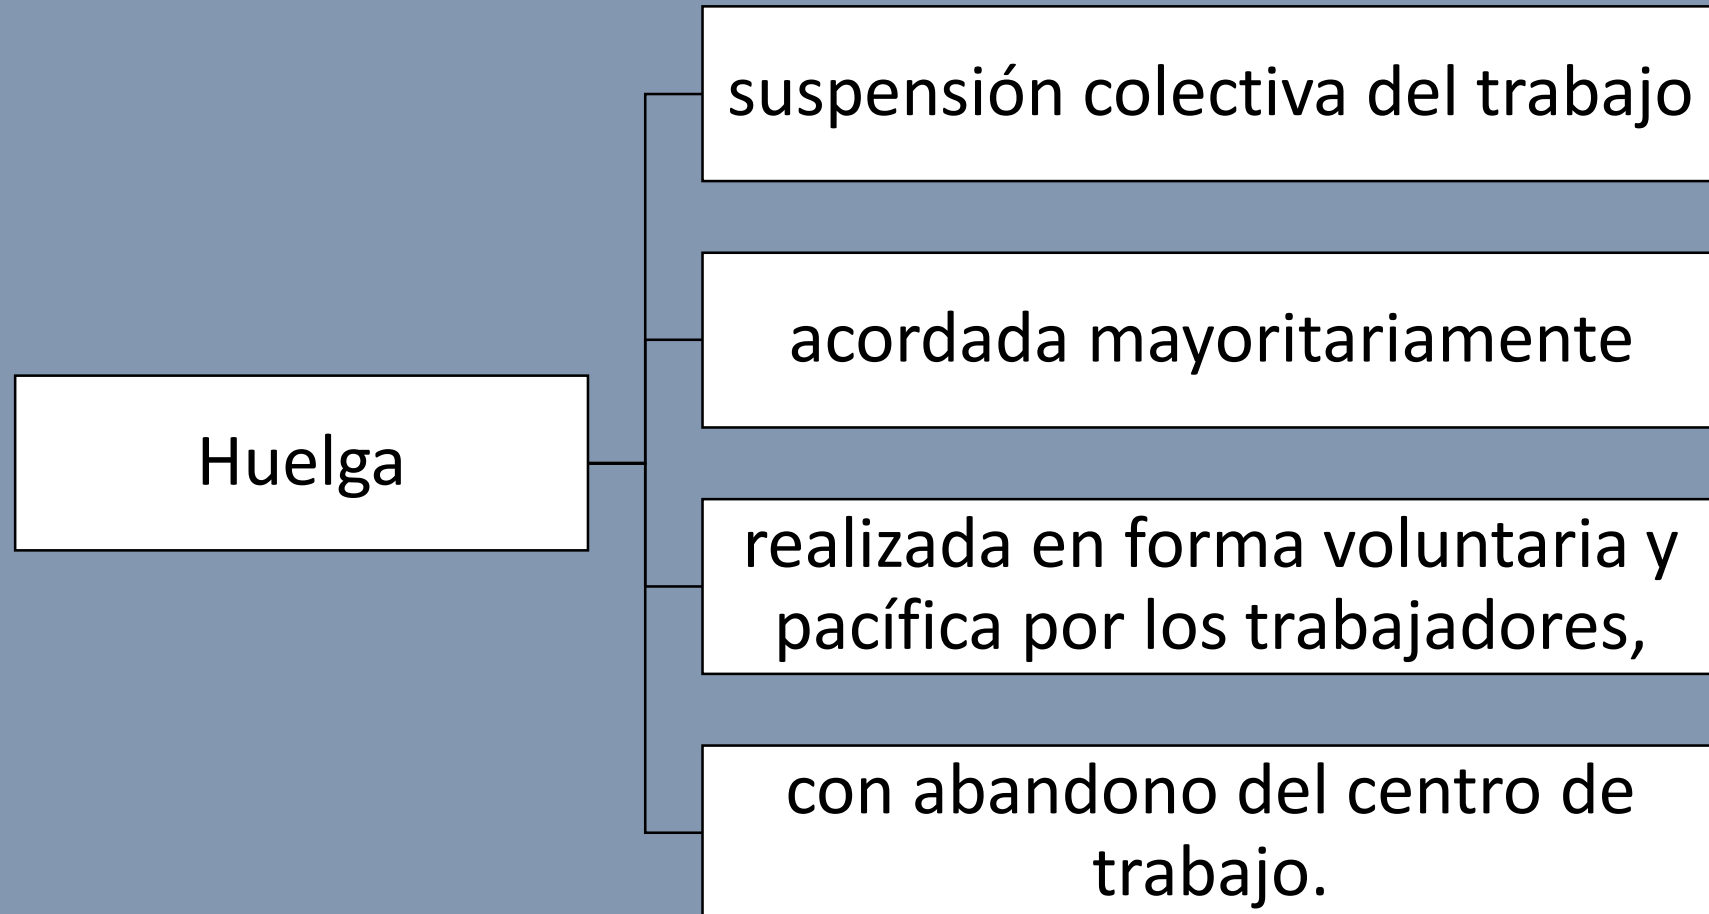 Huelga
suspensión colectiva del trabajo
acordada mayoritariamente
realizada en forma voluntaria y
pacífica por los trabajadores,
con abandono del centro de
trabajo.